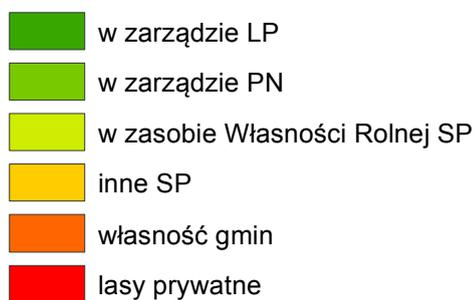 w zarządzie LP
w zarządzie PN
w zasobie Własności Rolnej SP
inne SP
własność gmin
lasy prywatne